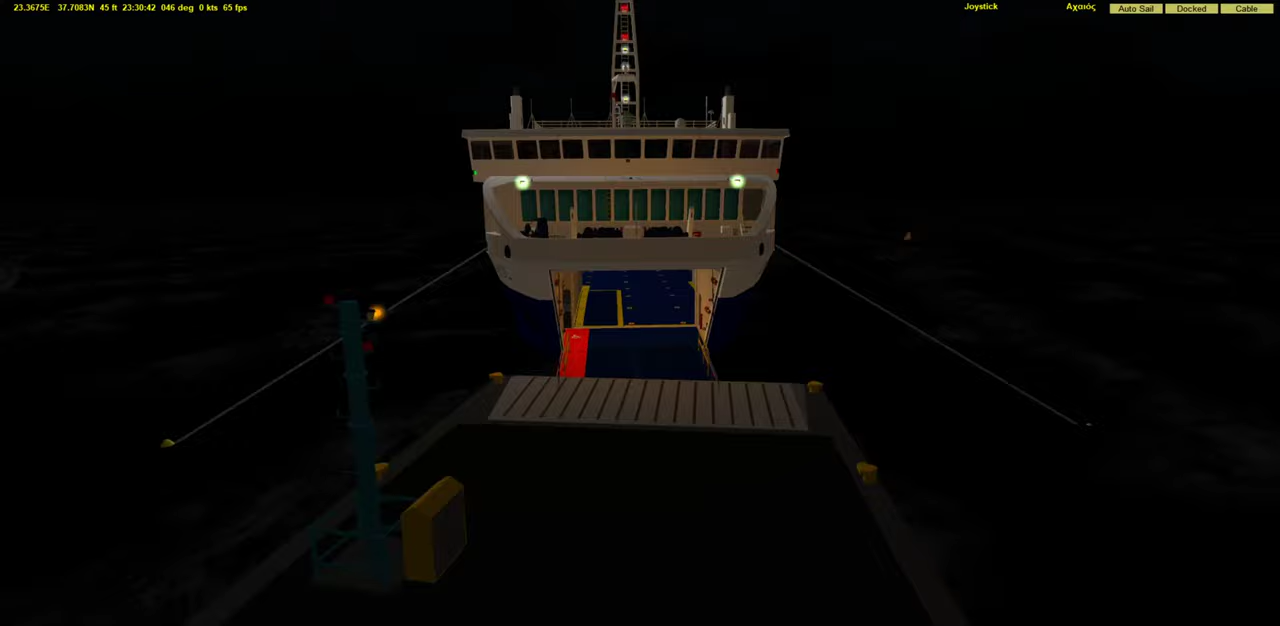 23.3675E 37.7083N 45 ft 23:30:42 046 deg 0 kts 65 fps Joystick Αχαιός Auto Sail Docked Cable